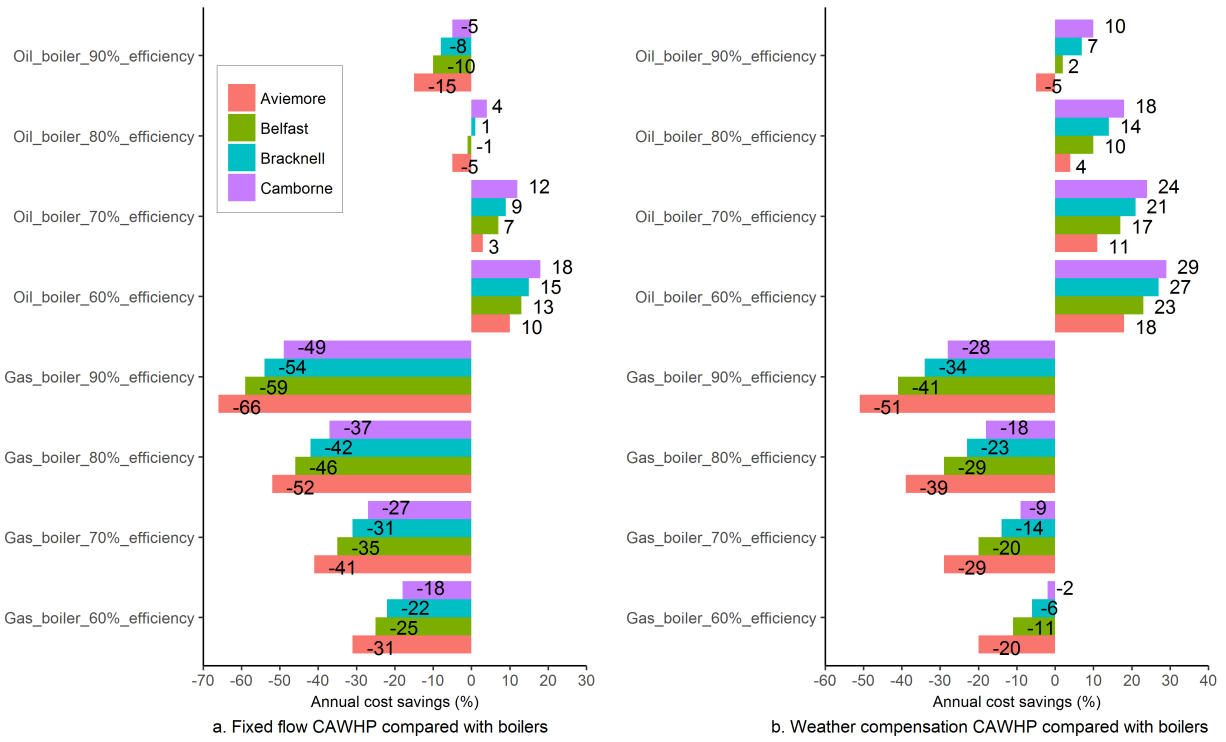 Oil_boiler_90%_efficiency
-5
-8
-10
-15
Oil_boiler_80%_efficiency
4
1
-1
-5
Oil_boiler_70%_efficiency
12
9
7
3
Oil_boiler_60%_efficiency
18
15
13
10
Gas_boiler_90%_efficiency
-49
-54
-59
-66
Gas_boiler_80%_efficiency
-37
-42
-46
-52
Gas_boiler_70%_efficiency
-27
-31
-35
-41
Gas_boiler_60%_efficiency
-18
-22
-25
-31
Aviemore
Belfast
Bracknell
Camborne
-70 -60 -50 -40 -30 -20 -10 0 10 20 30
Annual cost savings (%)
a. Fixed flow CAWHP compared with boilers
Oil_boiler_90%_efficiency
10
7
2
-5
Oil_boiler_80%_efficiency
18
14
10
4
Oil_boiler_70%_efficiency
24
21
17
11
Oil_boiler_60%_efficiency
29
27
23
18
Gas_boiler_90%_efficiency
-28
-34
-41
-51
Gas_boiler_80%_efficiency
-18
-23
-29
-39
Gas_boiler_70%_efficiency
-9
-14
-20
-29
Gas_boiler_60%_efficiency
-2
-6
-11
-20
-60 -50 -40 -30 -20 -10 0 10 20 30 40
Annual cost savings (%)
b. Weather compensation CAWHP compared with boilers